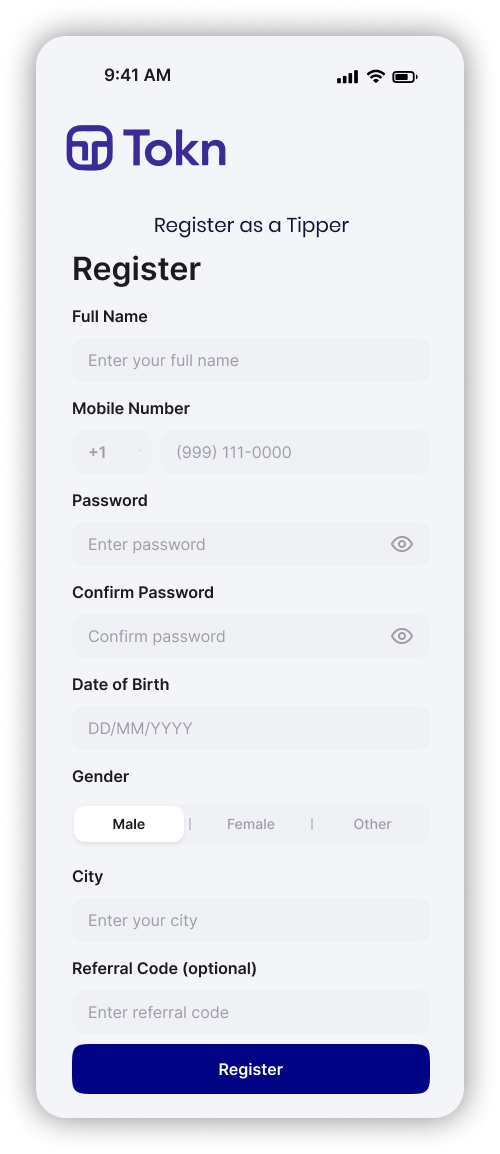 9:41 AM
Tokn
Register as a Tipper
Register
Full Name
Enter your full name
Mobile Number
+1 (999) 111-0000
Password
Enter password
Confirm Password
Confirm password
Date of Birth
DD/MM/YYYY
Gender
Male | Female | Other
City
Enter your city
Referral Code (optional)
Enter referral code
Register